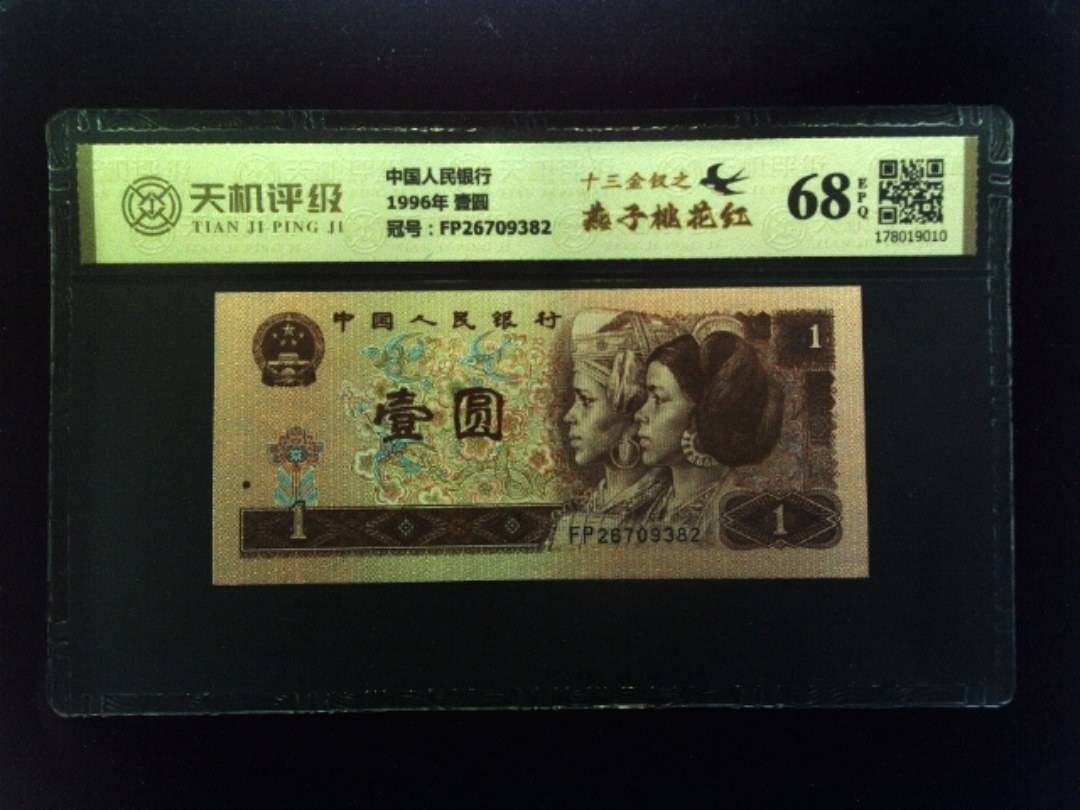 天机评级
TIAN JI PING JI
中国人民银行
1996年 壹圆
冠号：FP26709382
十三金钗之
燕子桃花红
68
EPQ
178019010
中国人民银行
1
壹圆
1
1
FP26709382